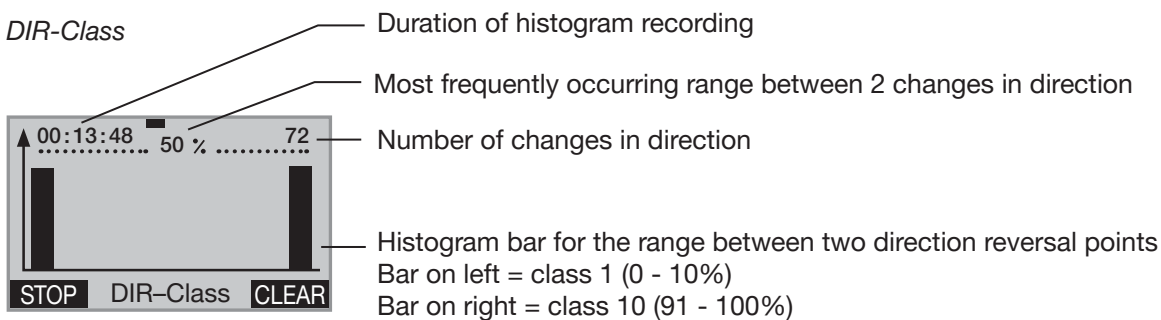 DIR-Class
Duration of histogram recording
Most frequently occurring range between 2 changes in direction
00:13:48 50 % 72
Number of changes in direction
Histogram bar for the range between two direction reversal points
Bar on left = class 1 (0 - 10%)
Bar on right = class 10 (91 - 100%)
STOP DIR–Class CLEAR